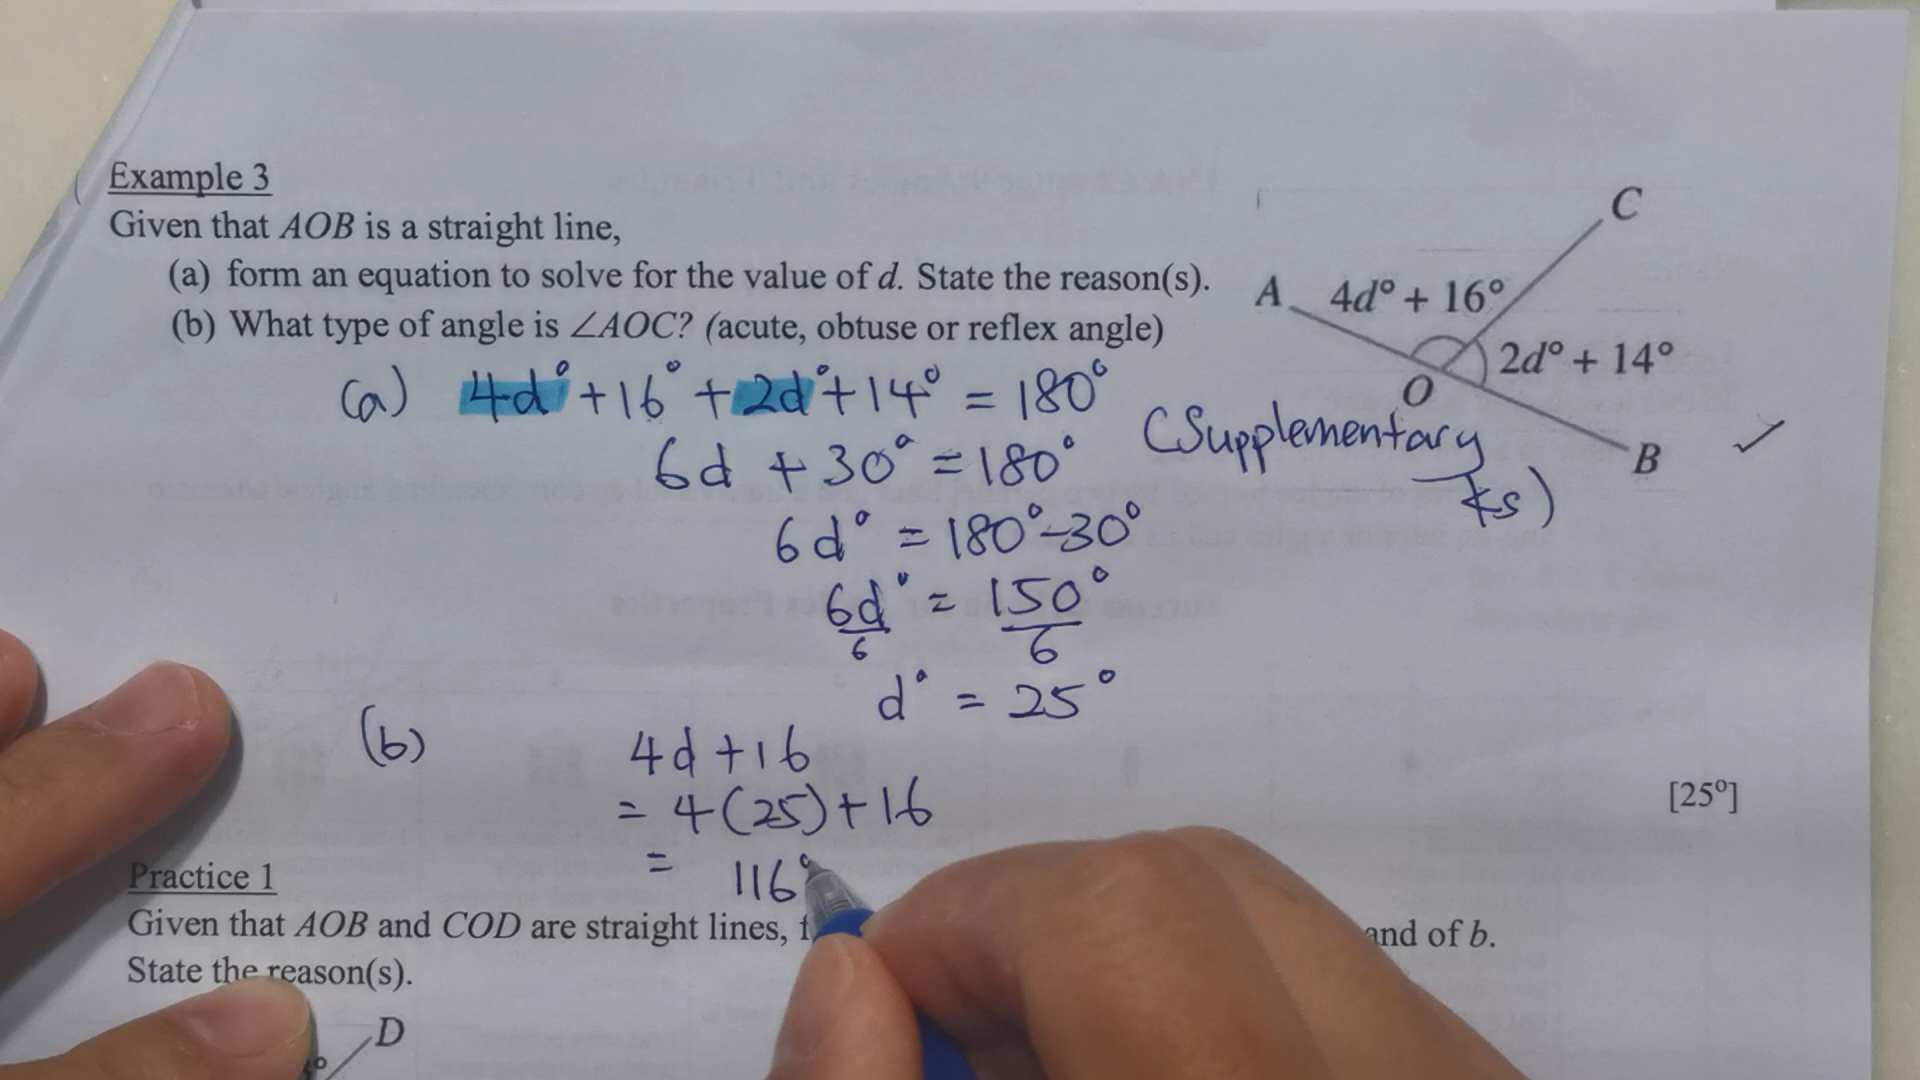 Example 3
Given that AOB is a straight line,
(a) form an equation to solve for the value of d. State the reason(s).
(b) What type of angle is ∠AOC? (acute, obtuse or reflex angle)
C
A 4d° + 16°
2d° + 14°
O
B
(a) 4d° + 16° + 2d° + 14° = 180°
(Supplementary
∠s)
6d + 30° = 180°
6d° = 180° - 30°
6d° = 150°
6 6
d° = 25°
(b) 4d + 16
= 4(25) + 16
= 116°
[25°]
Practice 1
Given that AOB and COD are straight lines, and of b.
State the reason(s).
D